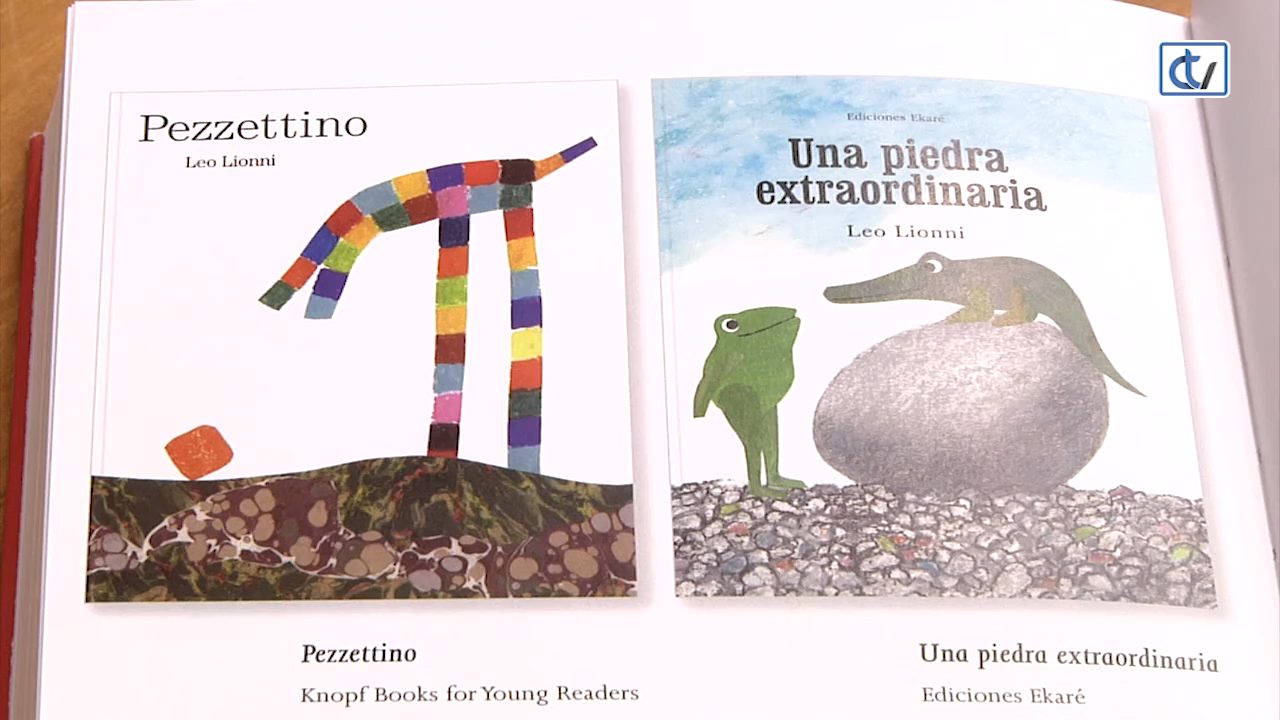 Pezzettino
Leo Lionni
Ediciones Ekaré
Una piedra
extraordinaria
Leo Lionni
Pezzettino
Knopf Books for Young Readers
Una piedra extraordinaria
Ediciones Ekaré
ctv